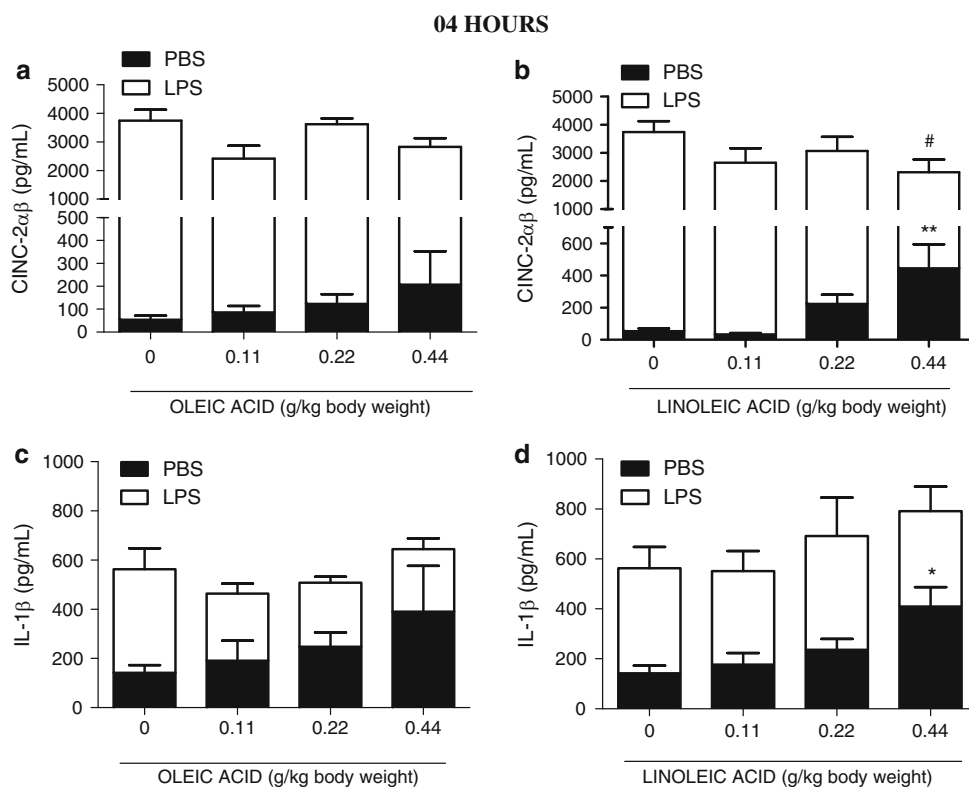 04 HOURS
a
PBS
LPS
CINC-2αβ (pg/mL)
5000
4000
3000
2000
1000
500
400
300
200
100
0
0 0.11 0.22 0.44
OLEIC ACID (g/kg body weight)
b
PBS
LPS
CINC-2αβ (pg/mL)
5000
4000
3000
2000
1000
600
400
200
0
#
**
0 0.11 0.22 0.44
LINOLEIC ACID (g/kg body weight)
c
PBS
LPS
IL-1β (pg/mL)
1000
800
600
400
200
0
0 0.11 0.22 0.44
OLEIC ACID (g/kg body weight)
d
PBS
LPS
IL-1β (pg/mL)
1000
800
600
400
200
0
*
0 0.11 0.22 0.44
LINOLEIC ACID (g/kg body weight)